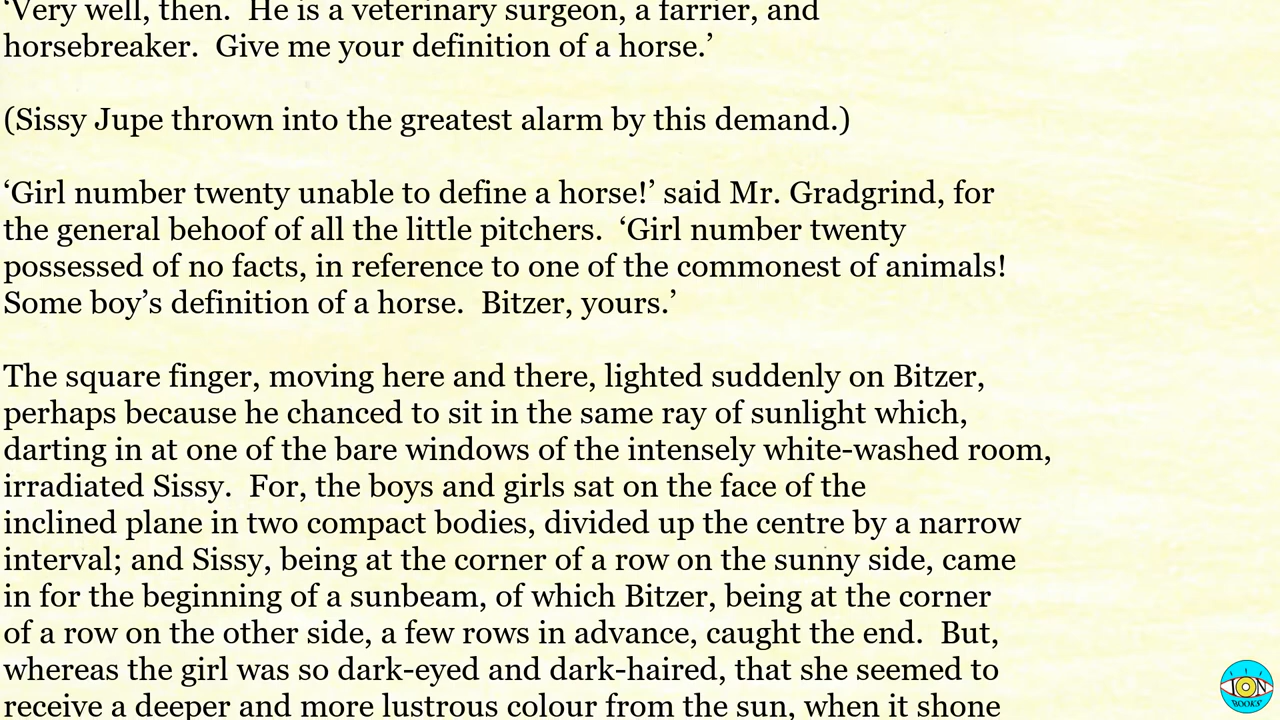 ‘Very well, then.  He is a veterinary surgeon, a farrier, and
horsebreaker.  Give me your definition of a horse.’
(Sissy Jupe thrown into the greatest alarm by this demand.)
‘Girl number twenty unable to define a horse!’ said Mr. Gradgrind, for
the general behoof of all the little pitchers.  ‘Girl number twenty
possessed of no facts, in reference to one of the commonest of animals!
Some boy’s definition of a horse.  Bitzer, yours.’
The square finger, moving here and there, lighted suddenly on Bitzer,
perhaps because he chanced to sit in the same ray of sunlight which,
darting in at one of the bare windows of the intensely white-washed room,
irradiated Sissy.  For, the boys and girls sat on the face of the
inclined plane in two compact bodies, divided up the centre by a narrow
interval; and Sissy, being at the corner of a row on the sunny side, came
in for the beginning of a sunbeam, of which Bitzer, being at the corner
of a row on the other side, a few rows in advance, caught the end.  But,
whereas the girl was so dark-eyed and dark-haired, that she seemed to
receive a deeper and more lustrous colour from the sun, when it shone
ION
BOOKS